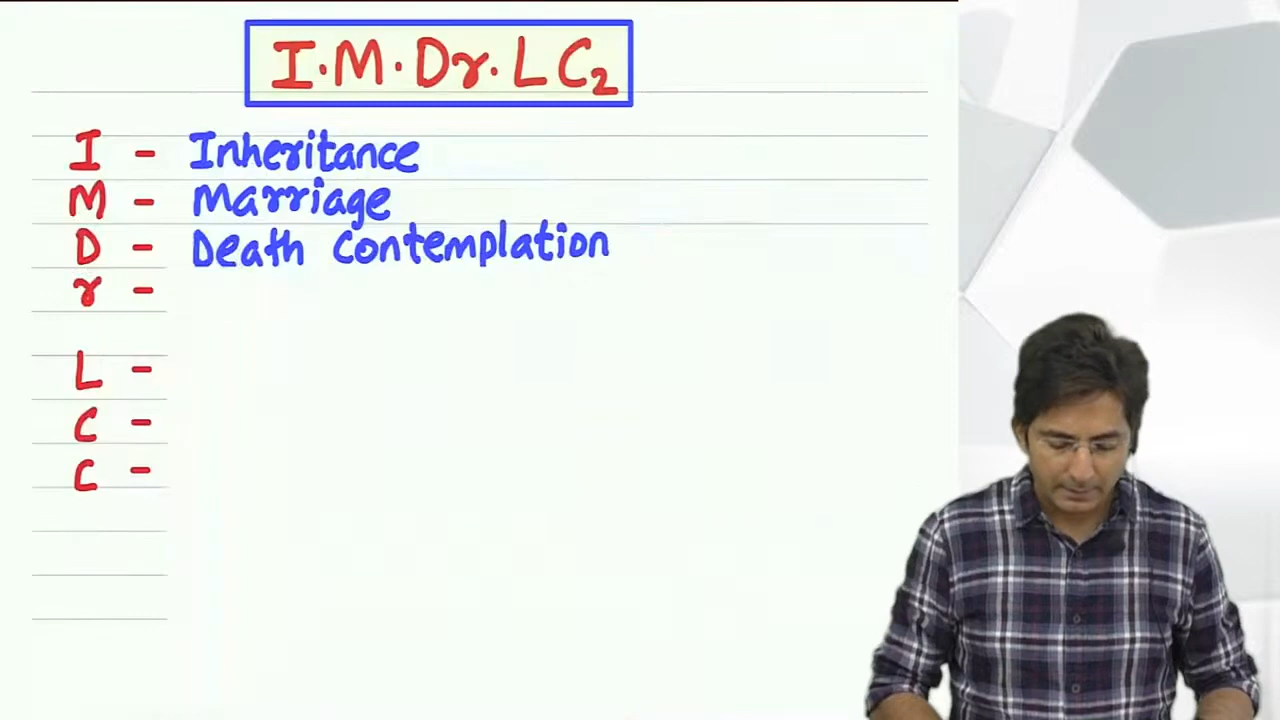 I.M.Dr.LC₂
I - Inheritance
M - Marriage
D - Death Contemplation
r -
L -
C -
C -